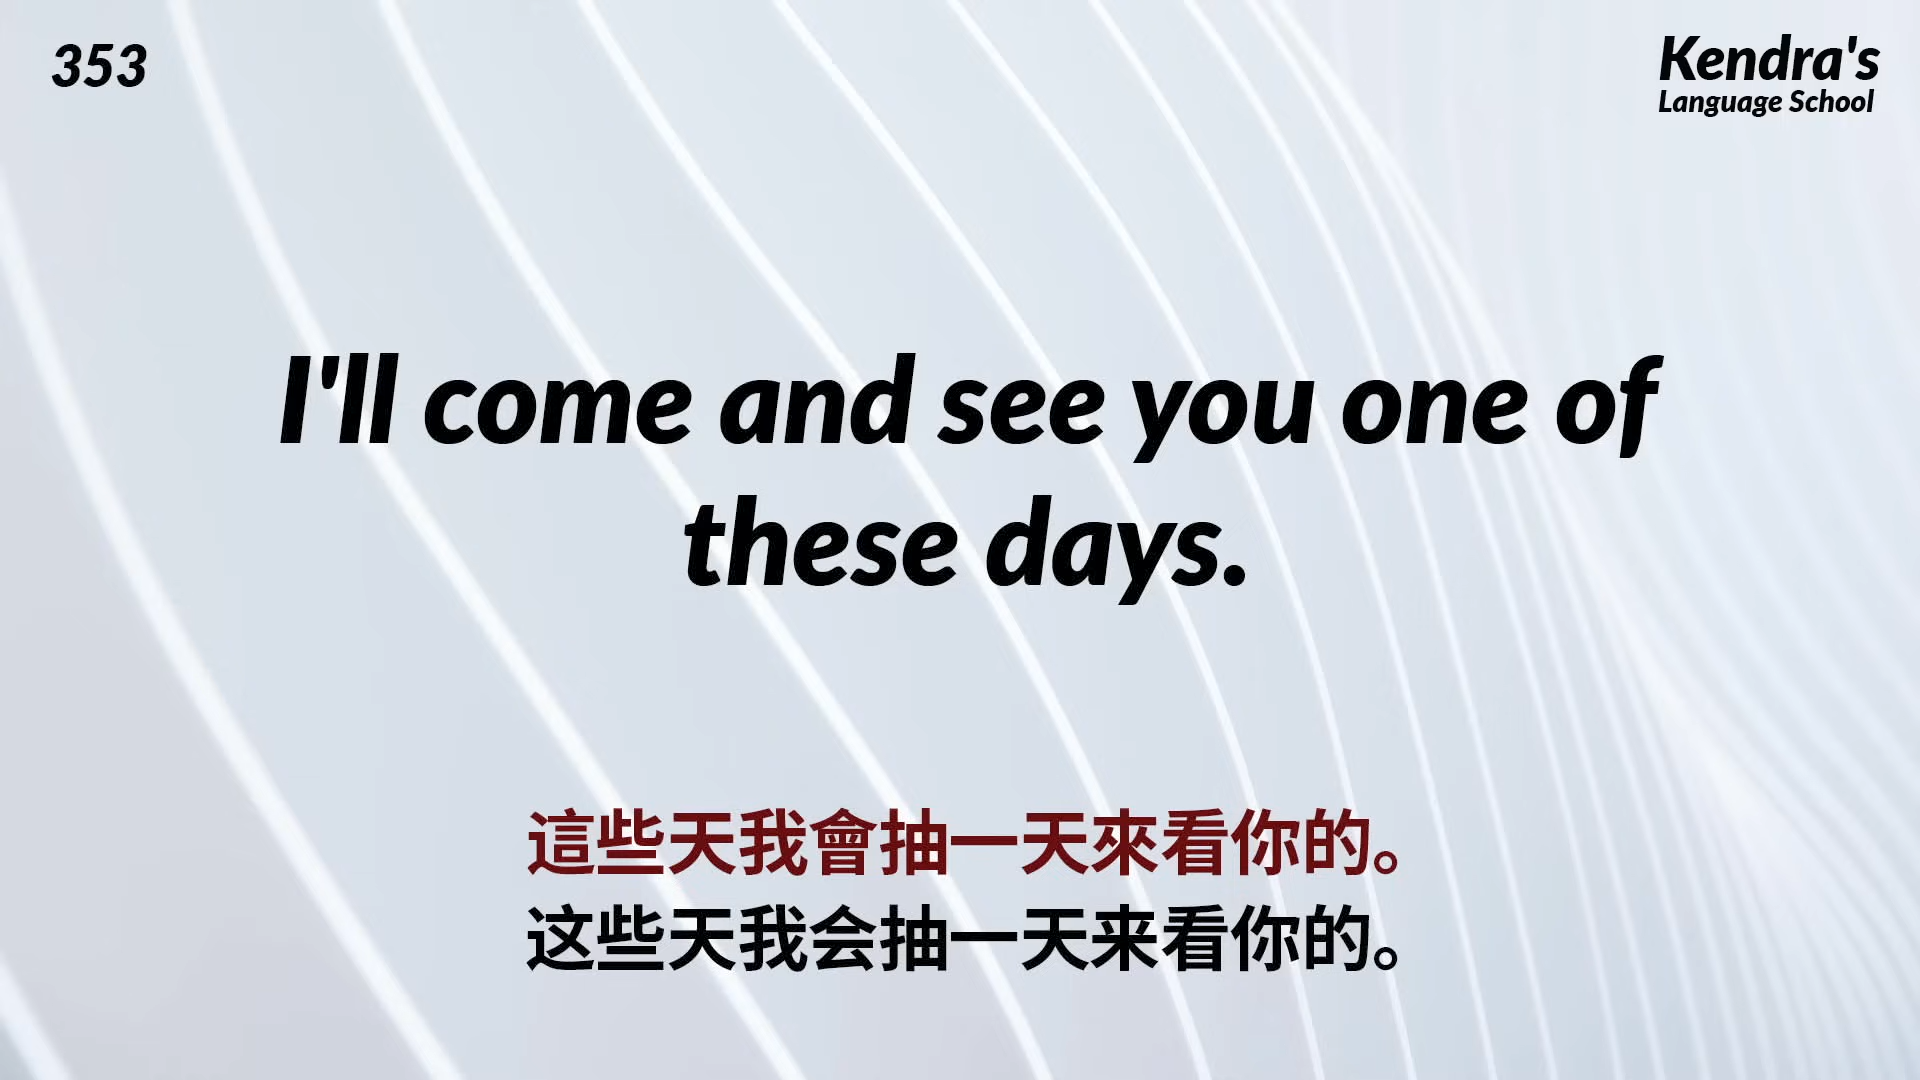 353
Kendra's
Language School
I'll come and see you one of
these days.
這些天我會抽一天來看你的。
这些天我会抽一天来看你的。